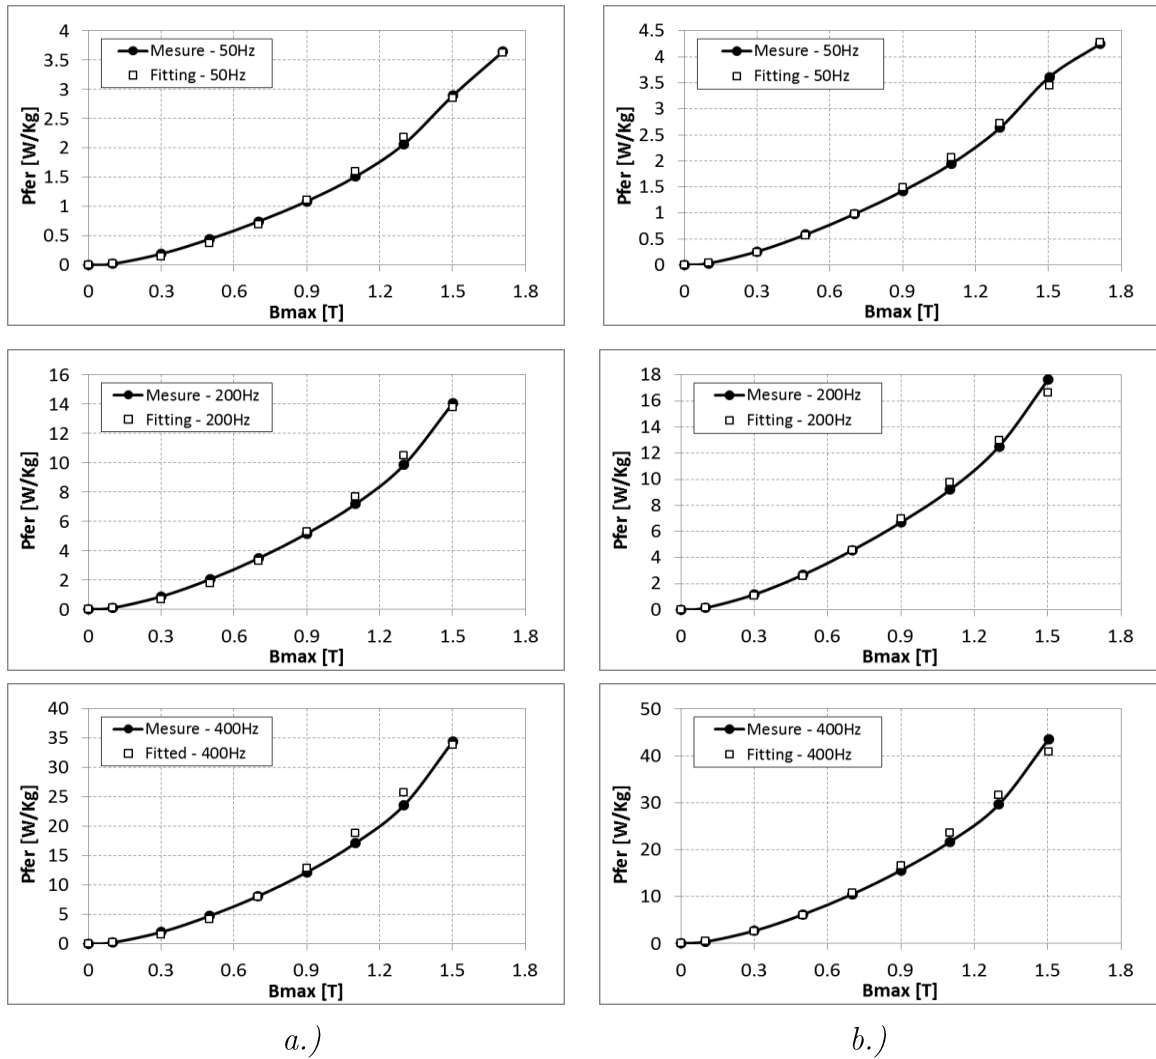 4
3.5
3
2.5
2
1.5
1
0.5
0
Pfer [W/Kg]
Mesure - 50Hz
Fitting - 50Hz
0 0.3 0.6 0.9 1.2 1.5 1.8
Bmax [T]
4.5
4
3.5
3
2.5
2
1.5
1
0.5
0
Pfer [W/Kg]
Mesure - 50Hz
Fitting - 50Hz
0 0.3 0.6 0.9 1.2 1.5 1.8
Bmax [T]
16
14
12
10
8
6
4
2
0
Pfer [W/Kg]
Mesure - 200Hz
Fitting - 200Hz
0 0.3 0.6 0.9 1.2 1.5 1.8
Bmax [T]
18
16
14
12
10
8
6
4
2
0
Pfer [W/Kg]
Mesure - 200Hz
Fitting - 200Hz
0 0.3 0.6 0.9 1.2 1.5 1.8
Bmax [T]
40
35
30
25
20
15
10
5
0
Pfer [W/Kg]
Mesure - 400Hz
Fitted - 400Hz
0 0.3 0.6 0.9 1.2 1.5 1.8
Bmax [T]
50
40
30
20
10
0
Pfer [W/Kg]
Mesure - 400Hz
Fitting - 400Hz
0 0.3 0.6 0.9 1.2 1.5 1.8
Bmax [T]
a.)
b.)